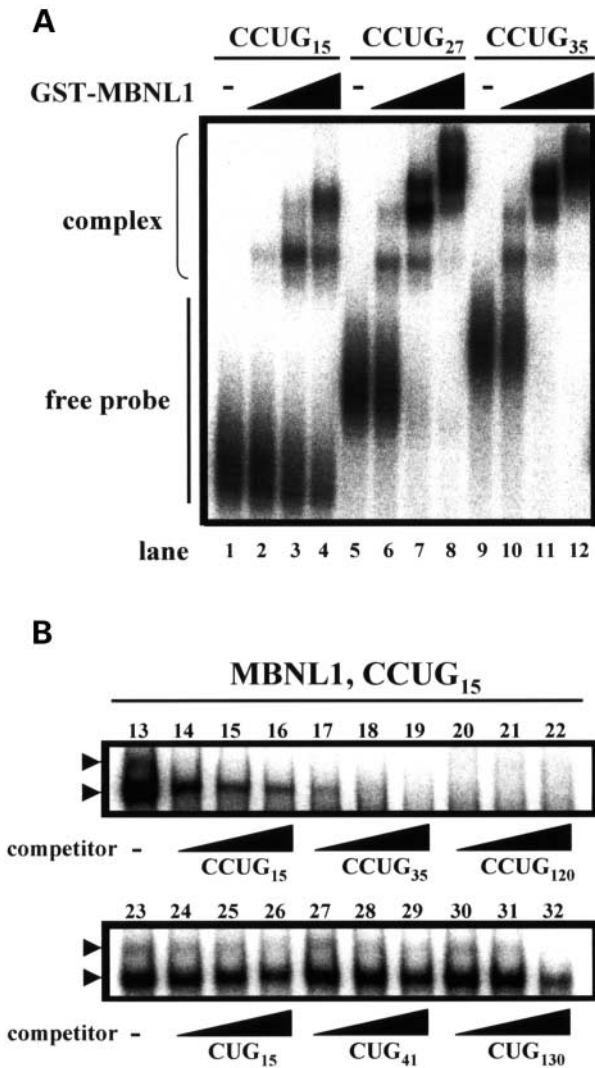 A
CCUG15 CCUG27 CCUG35
GST-MBNL1 - - -
complex
free probe
lane 1 2 3 4 5 6 7 8 9 10 11 12
B
MBNL1, CCUG15
13 14 15 16 17 18 19 20 21 22
competitor - CCUG15 CCUG35 CCUG120
23 24 25 26 27 28 29 30 31 32
competitor - CUG15 CUG41 CUG130